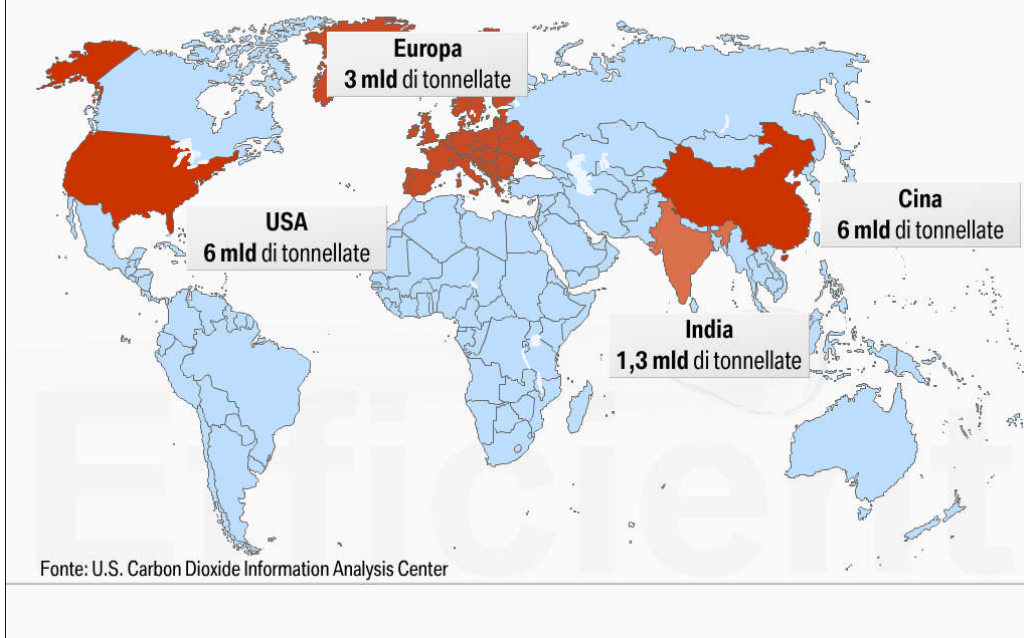 Europa
3 mld di tonnellate
USA
6 mld di tonnellate
Cina
6 mld di tonnellate
India
1,3 mld di tonnellate
Efficient
Fonte: U.S. Carbon Dioxide Information Analysis Center